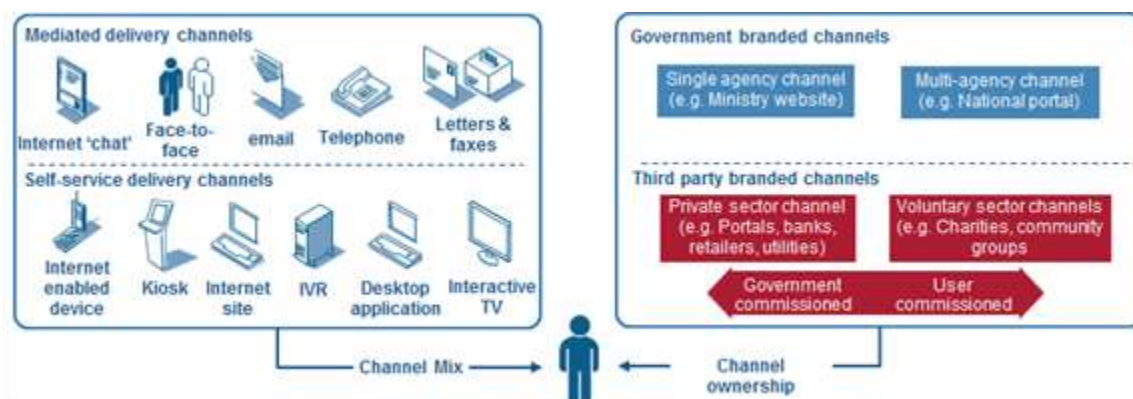 Mediated delivery channels
Internet 'chat'
Face-to-
face
email
Telephone
Letters &
faxes
Self-service delivery channels
Internet
enabled
device
Kiosk
Internet
site
IVR
Desktop
application
Interactive
TV
Channel Mix
Government branded channels
Single agency channel
(e.g. Ministry website)
Multi-agency channel
(e.g. National portal)
Third party branded channels
Private sector channel
(e.g. Portals, banks,
retailers, utilities)
Voluntary sector channels
(e.g. Charities, community
groups
Government
commissioned
User
commissioned
Channel
ownership